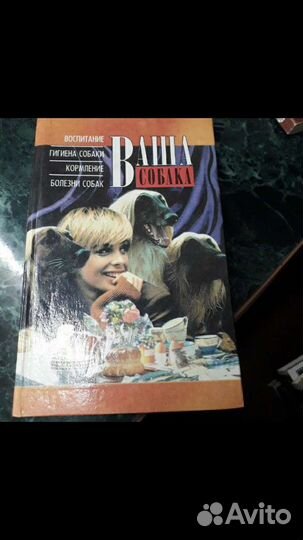 ВОСПИТАНИЕ
ГИГИЕНА СОБАКИ
КОРМЛЕНИЕ
БОЛЕЗНИ СОБАК
ВАША
СОБАКА
Avito